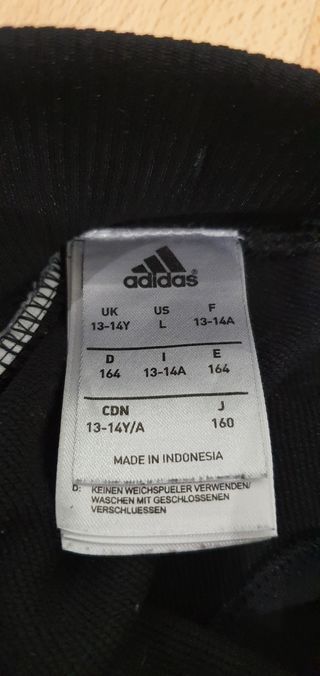 adidas®
UK US F
13-14Y L 13-14A
D I E
164 13-14A 164
CDN J
13-14Y/A 160
MADE IN INDONESIA
D: KEINEN WEICHSPUELER VERWENDEN/
WASCHEN MIT GESCHLOSSENEN
VERSCHLUESSEN